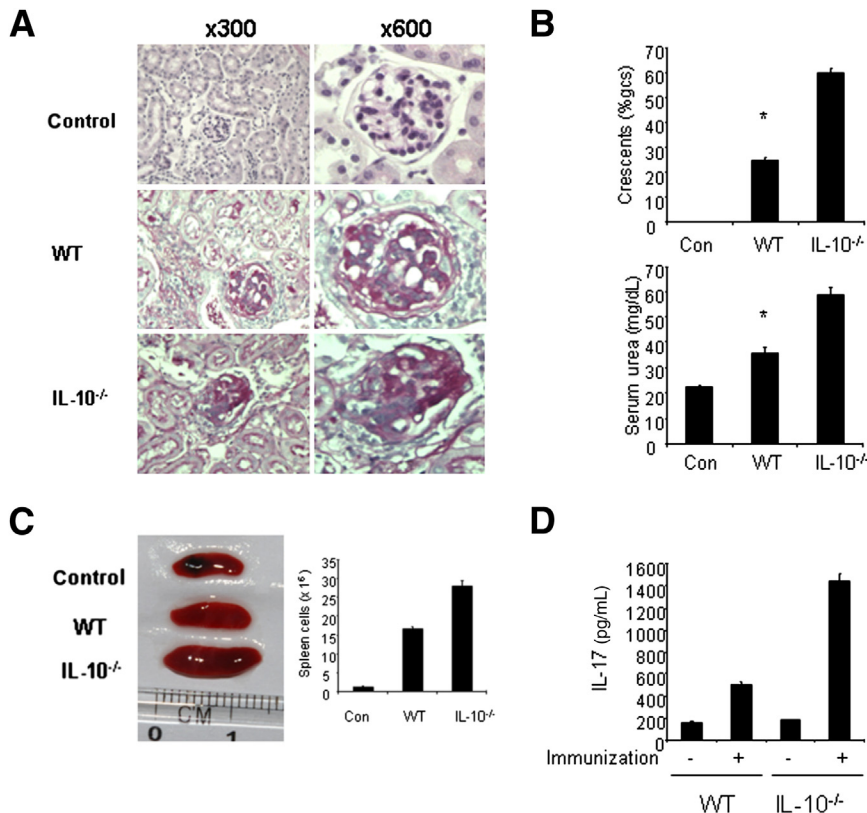 A
x300 x600
Control
WT
IL-10-/-
B
Crescents (%gcs)
70
60
50
40
30
20
10
0
*
Con WT IL-10-/-
Serum urea (mg/dL)
70
60
50
40
30
20
10
0
*
Con WT IL-10-/-
C
Control
WT
IL-10-/-
CM
0 1
Spleen cells (x10⁶)
35
30
25
20
15
10
5
0
Con WT IL-10-/-
D
IL-17 (pg/mL)
1600
1400
1200
1000
800
600
400
200
0
Immunization - + - +
WT IL-10-/-